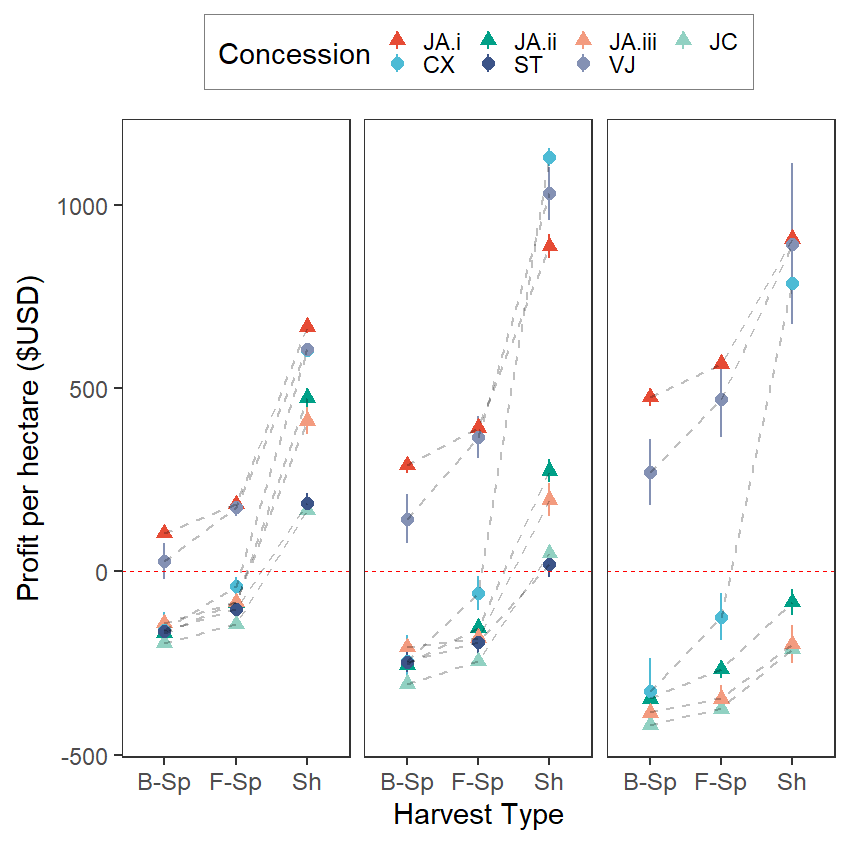 Concession JA.i JA.ii JA.iii JC
CX ST VJ
Profit per hectare ($USD)
1000
500
0
-500
B-Sp F-Sp Sh B-Sp F-Sp Sh B-Sp F-Sp Sh
Harvest Type